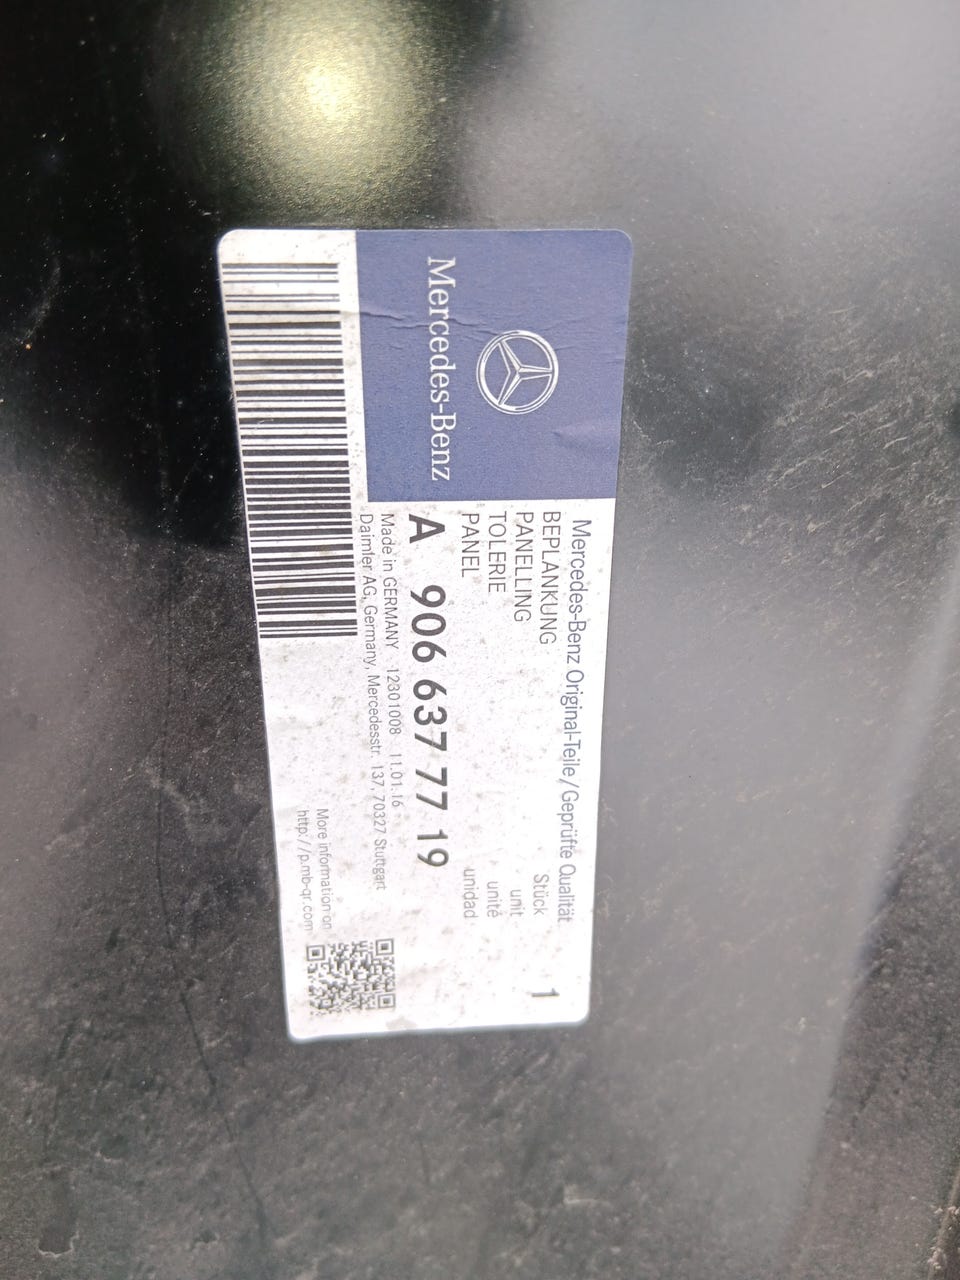 Mercedes-Benz
Mercedes-Benz Original-Teile/Geprüfte Qualität
BEPLANKUNG Stück 1
PANELLING unit
TOLERIE unité
PANEL unidad
A 906 637 77 19
Made in GERMANY 12301008 11.01.16
Daimler AG, Germany, Mercedesstr. 137, 70327 Stuttgart
More information on
http://p.mb-qr.com